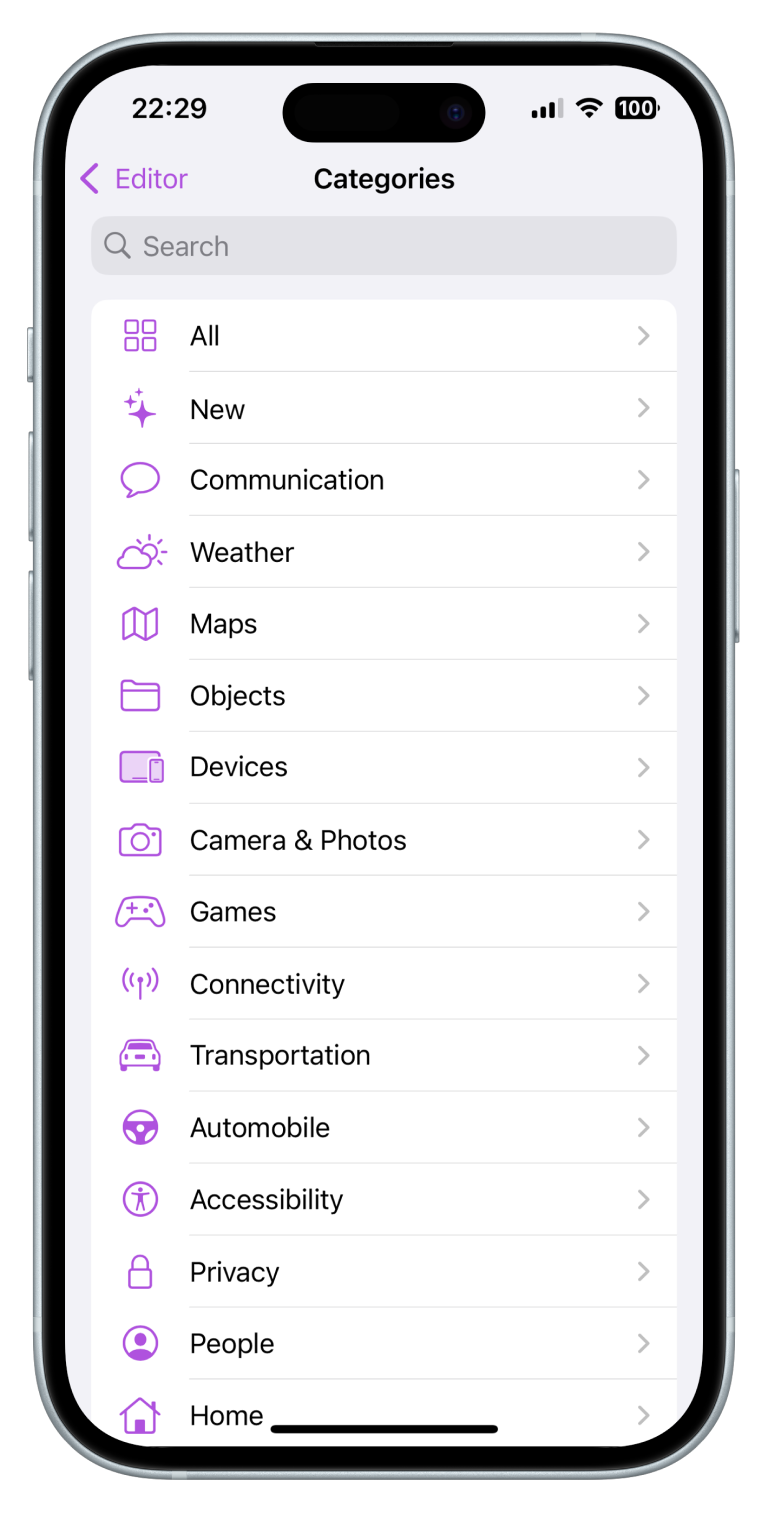 22:29
100
Editor
Categories
Search
All
New
Communication
Weather
Maps
Objects
Devices
Camera & Photos
Games
Connectivity
Transportation
Automobile
Accessibility
Privacy
People
Home